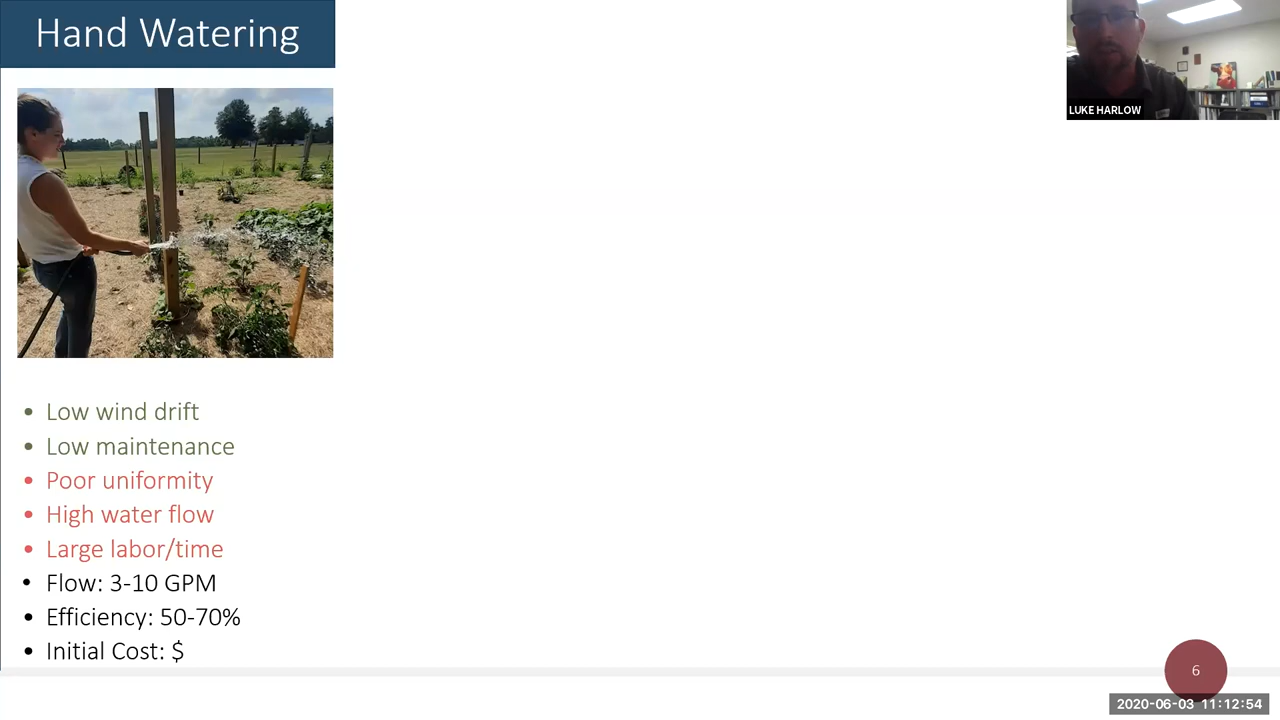 Hand Watering
LUKE HARLOW
• Low wind drift
• Low maintenance
• Poor uniformity
• High water flow
• Large labor/time
• Flow: 3-10 GPM
• Efficiency: 50-70%
• Initial Cost: $
6
2020-06-03 11:12:54